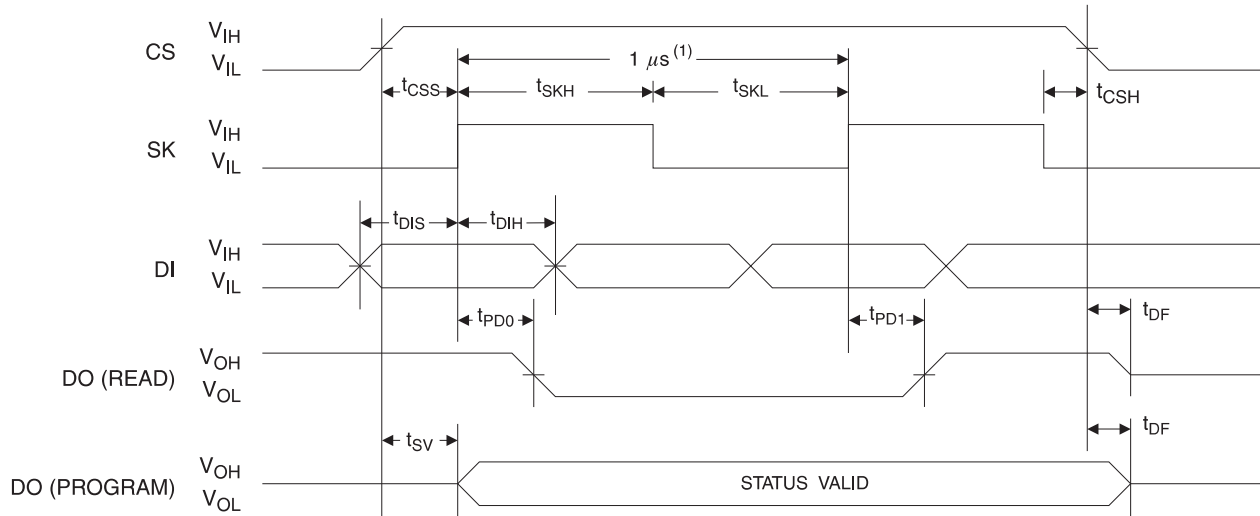 CS
V_IH
V_IL
1 μs (1)
t_CSS
t_SKH
t_SKL
t_CSH
SK
V_IH
V_IL
t_DIS
t_DIH
DI
V_IH
V_IL
t_PD0
t_PD1
t_DF
DO (READ)
V_OH
V_OL
t_SV
t_DF
DO (PROGRAM)
V_OH
V_OL
STATUS VALID